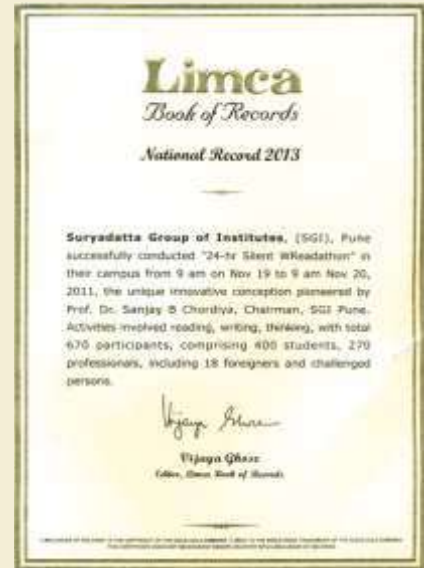 Limca
Book of Records
National Record 2013
Suryadatta Group of Institutes, (SGI), Pune
successfully conducted "24-hr Silent WReadathon" in
their campus from 9 am on Nov 19 to 9 am Nov 20,
2011, the unique innovative conception pioneered by
Prof. Dr. Sanjay B Chordiya, Chairman, SGI Pune.
Activities involved reading, writing, thinking, with total
670 participants, comprising 400 students, 270
professionals, including 18 foreigners and challenged
persons.
Vijaya Ghose
Vijaya Ghose
Editor, Limca Book of Records